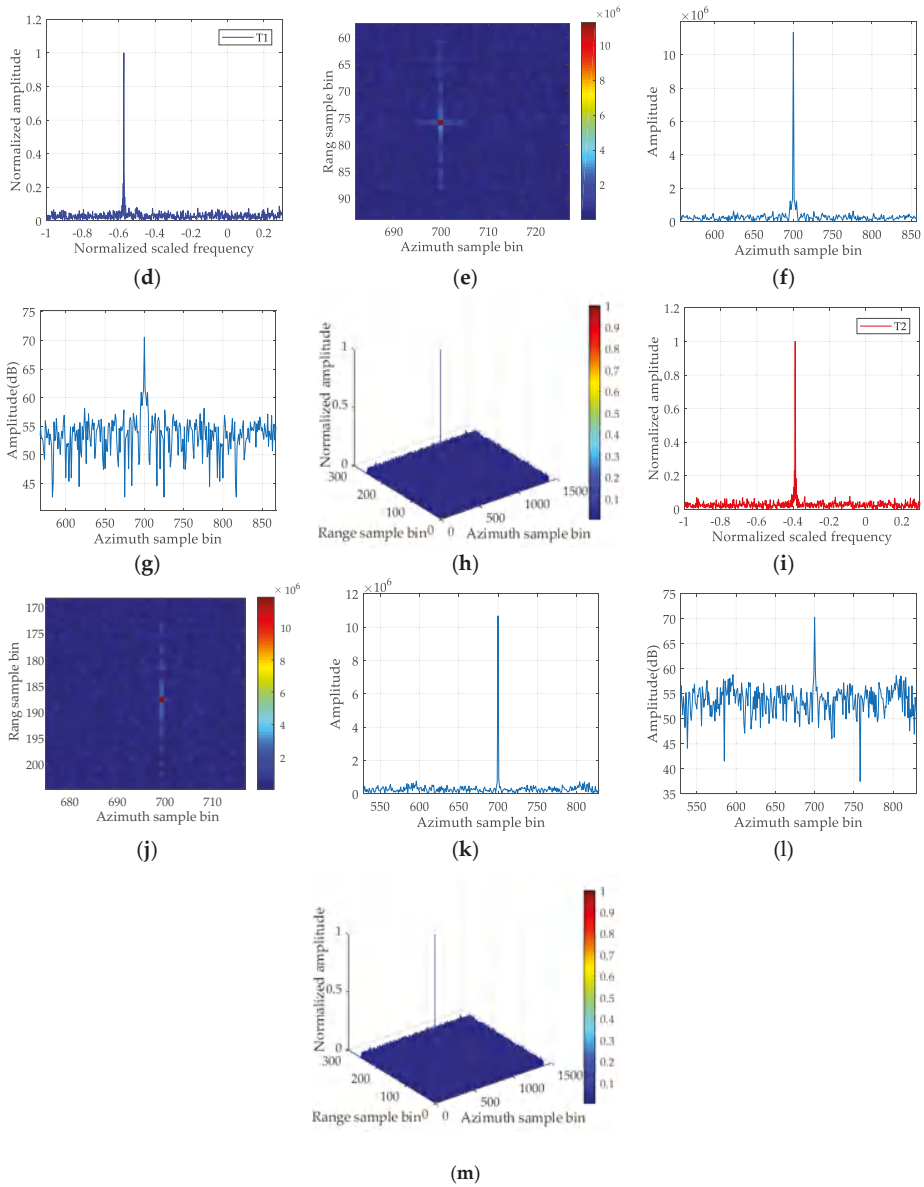 1.2
T1
1
0.8
0.6
0.4
0.2
0
-1 -0.8 -0.6 -0.4 -0.2 0 0.2
Normalized amplitude
Normalized scaled frequency
(d)
×10⁶
60
65
70
75
80
85
90
690 700 710 720
Rang sample bin
Azimuth sample bin
10
8
6
4
2
(e)
×10⁶
10
8
6
4
2
0
600 650 700 750 800 850
Amplitude
Azimuth sample bin
(f)
75
70
65
60
55
50
45
600 650 700 750 800 850
Amplitude(dB)
Azimuth sample bin
(g)
1
0.5
0
300
200
100
0
0
500
1000
1500
Normalized amplitude
Range sample bin
Azimuth sample bin
1
0.9
0.8
0.7
0.6
0.5
0.4
0.3
0.2
0.1
(h)
1.2
T2
1
0.8
0.6
0.4
0.2
0
-1 -0.8 -0.6 -0.4 -0.2 0 0.2
Normalized amplitude
Normalized scaled frequency
(i)
×10⁶
170
175
180
185
190
195
200
680 690 700 710
Rang sample bin
Azimuth sample bin
10
8
6
4
2
(j)
×10⁶
12
10
8
6
4
2
0
550 600 650 700 750 800
Amplitude
Azimuth sample bin
(k)
75
70
65
60
55
50
45
40
35
550 600 650 700 750 800
Amplitude(dB)
Azimuth sample bin
(l)
1
0.5
0
300
200
100
0
0
500
1000
1500
Normalized amplitude
Range sample bin
Azimuth sample bin
1
0.9
0.8
0.7
0.6
0.5
0.4
0.3
0.2
0.1
(m)